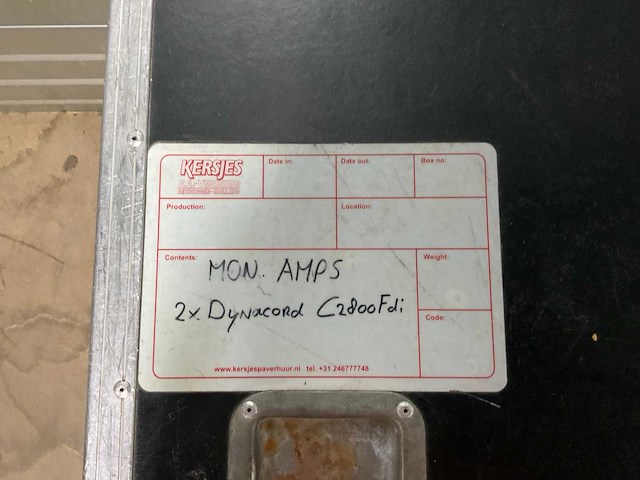 KERSJES
Date in:
Date out:
Box no:
Production:
Location:
Contents:
Weight:
MON. AMPS
2x Dynacord C2800Fdi
Code:
www.kersjespaverhuur.nl tel. +31 246777748